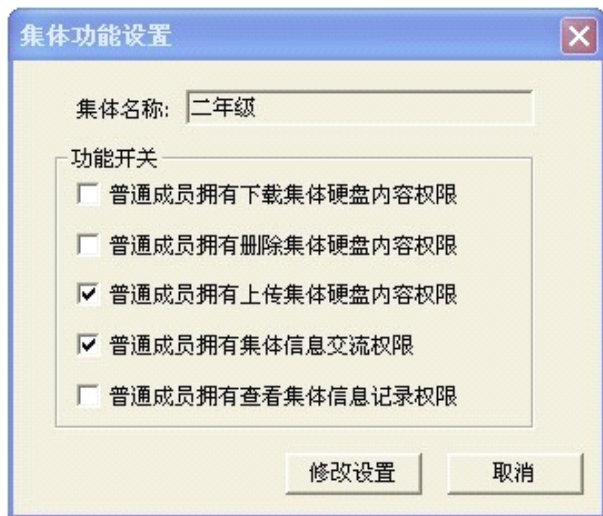 集体功能设置
集体名称: 二年级
功能开关
普通成员拥有下载集体硬盘内容权限
普通成员拥有删除集体硬盘内容权限
普通成员拥有上传集体硬盘内容权限
普通成员拥有集体信息交流权限
普通成员拥有查看集体信息记录权限
修改设置 取消